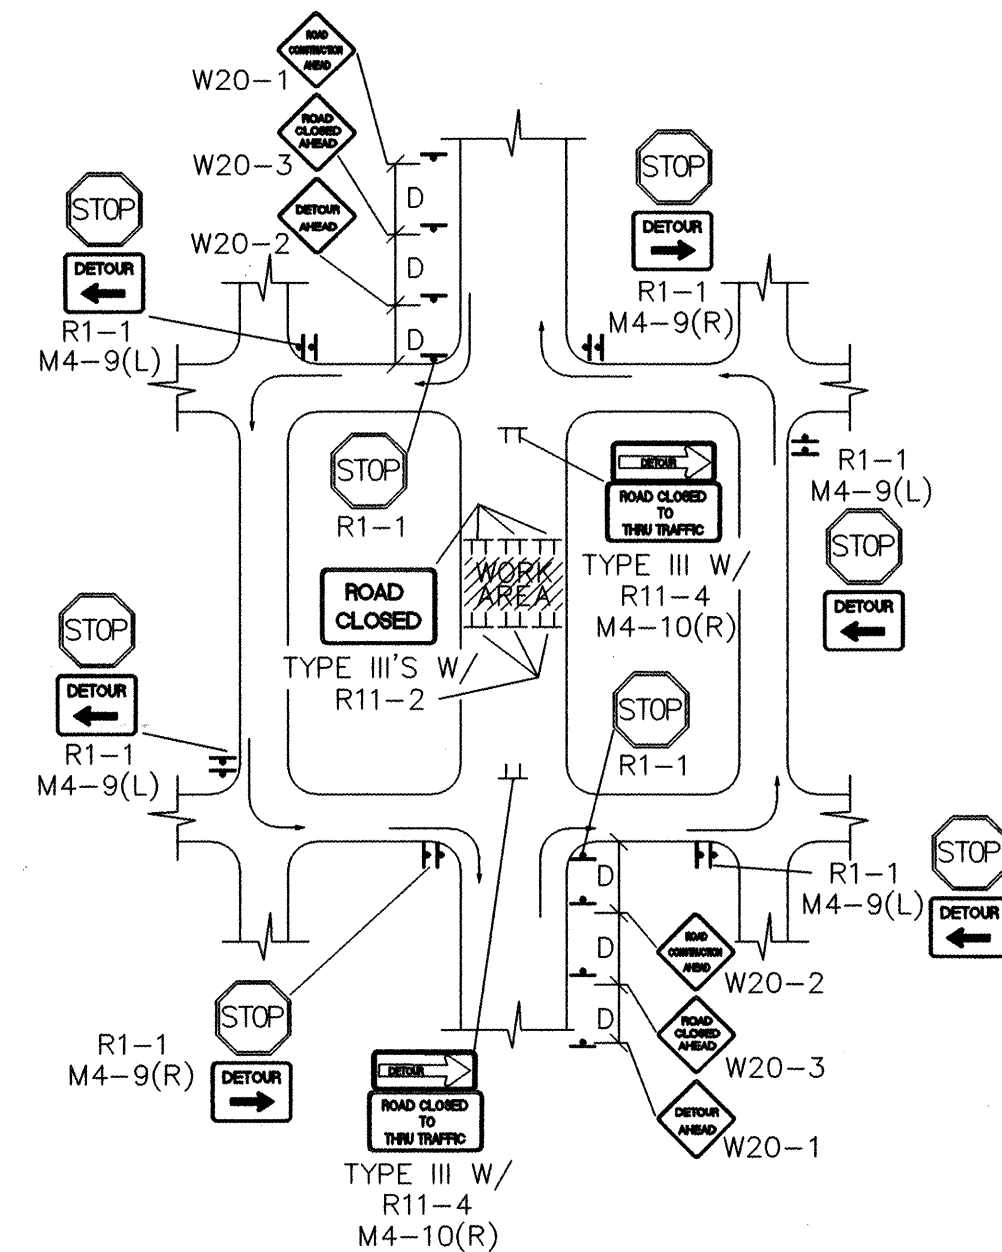 ROAD
CONSTRUCTION
AHEAD
W20-1
ROAD
CLOSED
AHEAD
W20-3
DETOUR
AHEAD
W20-2
D
D
D
STOP
DETOUR
R1-1
M4-9(L)
STOP
DETOUR
R1-1
M4-9(R)
STOP
R1-1
DETOUR
ROAD CLOSED
TO
THRU TRAFFIC
TYPE III W/
R11-4
M4-10(R)
R1-1
M4-9(L)
STOP
DETOUR
WORK
AREA
ROAD
CLOSED
TYPE III'S W/
R11-2
STOP
DETOUR
R1-1
M4-9(L)
STOP
R1-1
STOP
DETOUR
R1-1
M4-9(L)
D
D
D
ROAD
CONSTRUCTION
AHEAD
W20-2
ROAD
CLOSED
AHEAD
W20-3
DETOUR
AHEAD
W20-1
STOP
DETOUR
R1-1
M4-9(R)
DETOUR
ROAD CLOSED
TO
THRU TRAFFIC
TYPE III W/
R11-4
M4-10(R)